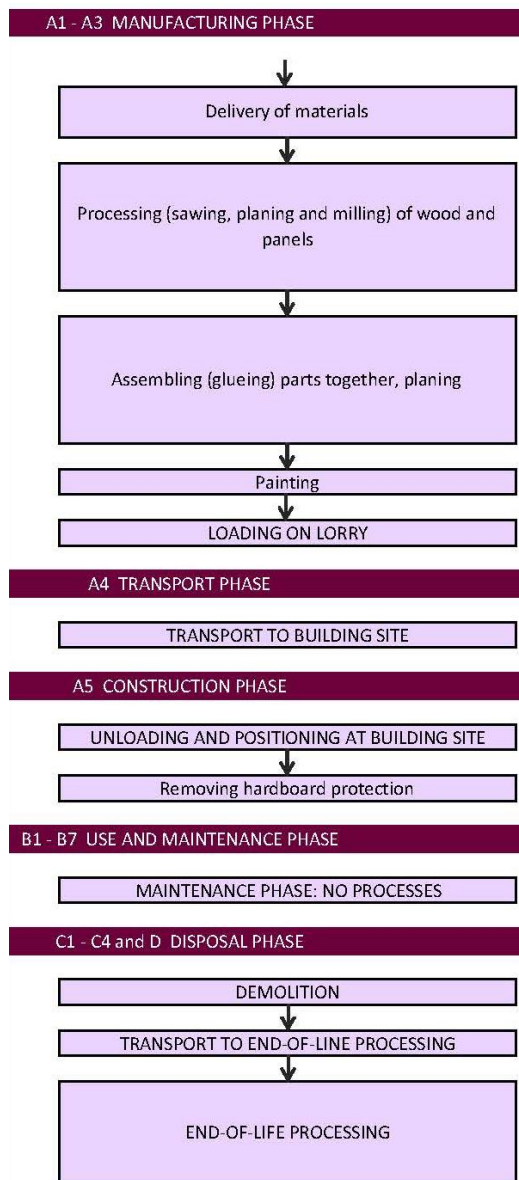 A1 - A3 MANUFACTURING PHASE
Delivery of materials
Processing (sawing, planing and milling) of wood and
panels
Assembling (glueing) parts together, planing
Painting
LOADING ON LORRY
A4 TRANSPORT PHASE
TRANSPORT TO BUILDING SITE
A5 CONSTRUCTION PHASE
UNLOADING AND POSITIONING AT BUILDING SITE
Removing hardboard protection
B1 - B7 USE AND MAINTENANCE PHASE
MAINTENANCE PHASE: NO PROCESSES
C1 - C4 and D DISPOSAL PHASE
DEMOLITION
TRANSPORT TO END-OF-LINE PROCESSING
END-OF-LIFE PROCESSING